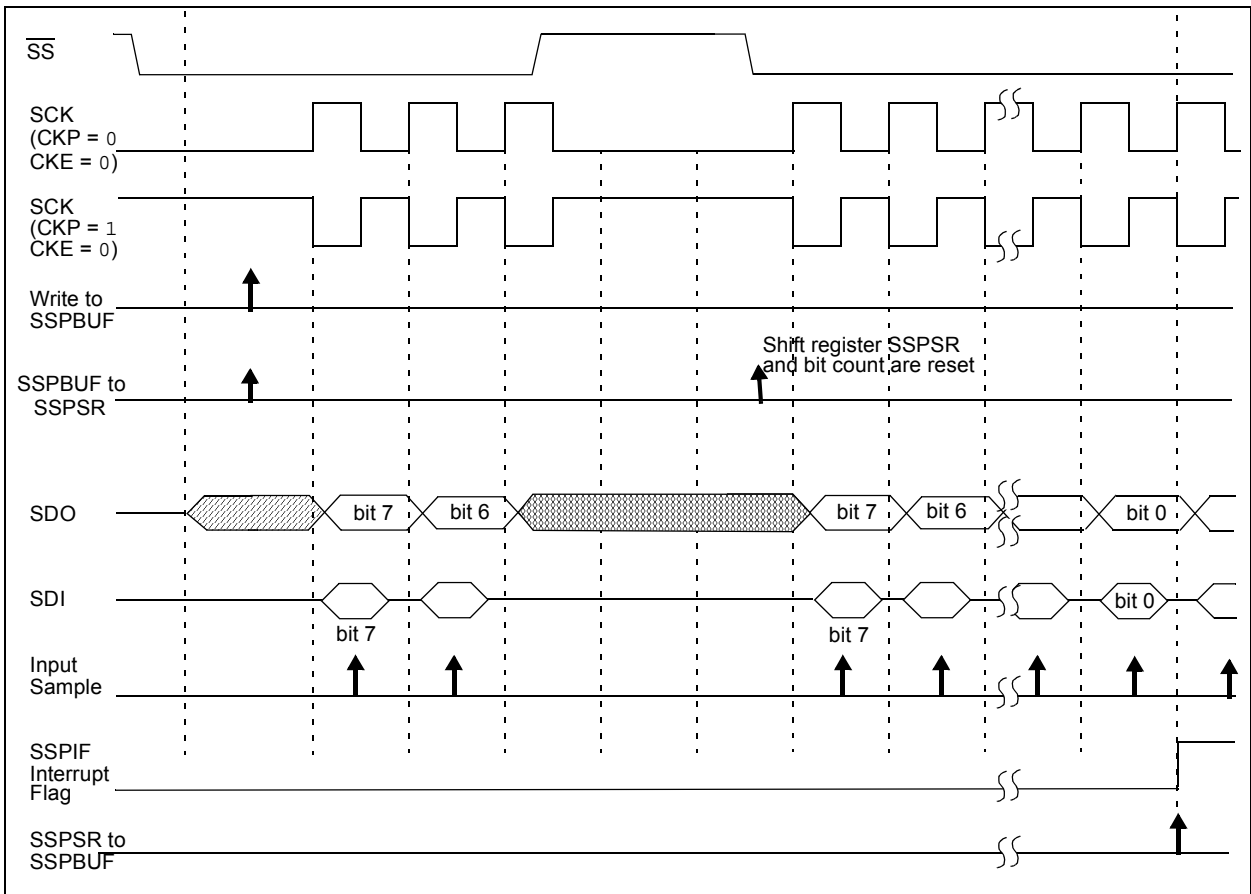 SS
SCK
(CKP = 0
CKE = 0)
SCK
(CKP = 1
CKE = 0)
Write to
SSPBUF
Shift register SSPSR
and bit count are reset
SSPBUF to
SSPSR
SDO
bit 7
bit 6
bit 7
bit 6
bit 0
SDI
bit 0
bit 7
bit 7
Input
Sample
SSPIF
Interrupt
Flag
SSPSR to
SSPBUF